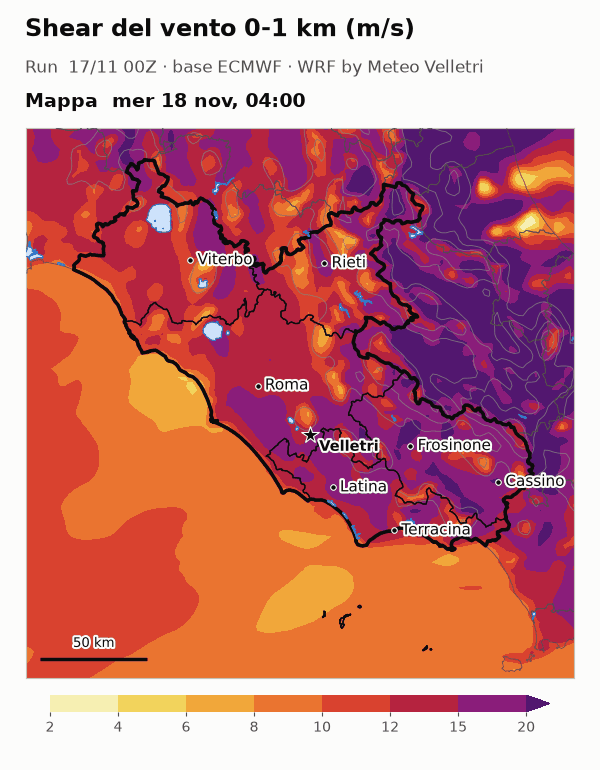 Shear del vento 0-1 km (m/s)
Run  17/11 00Z · base ECMWF · WRF by Meteo Velletri
Mappa  mer 18 nov, 04:00
Viterbo
Rieti
Roma
Velletri
Frosinone
Cassino
Latina
Terracina
50 km
2 4 6 8 10 12 15 20